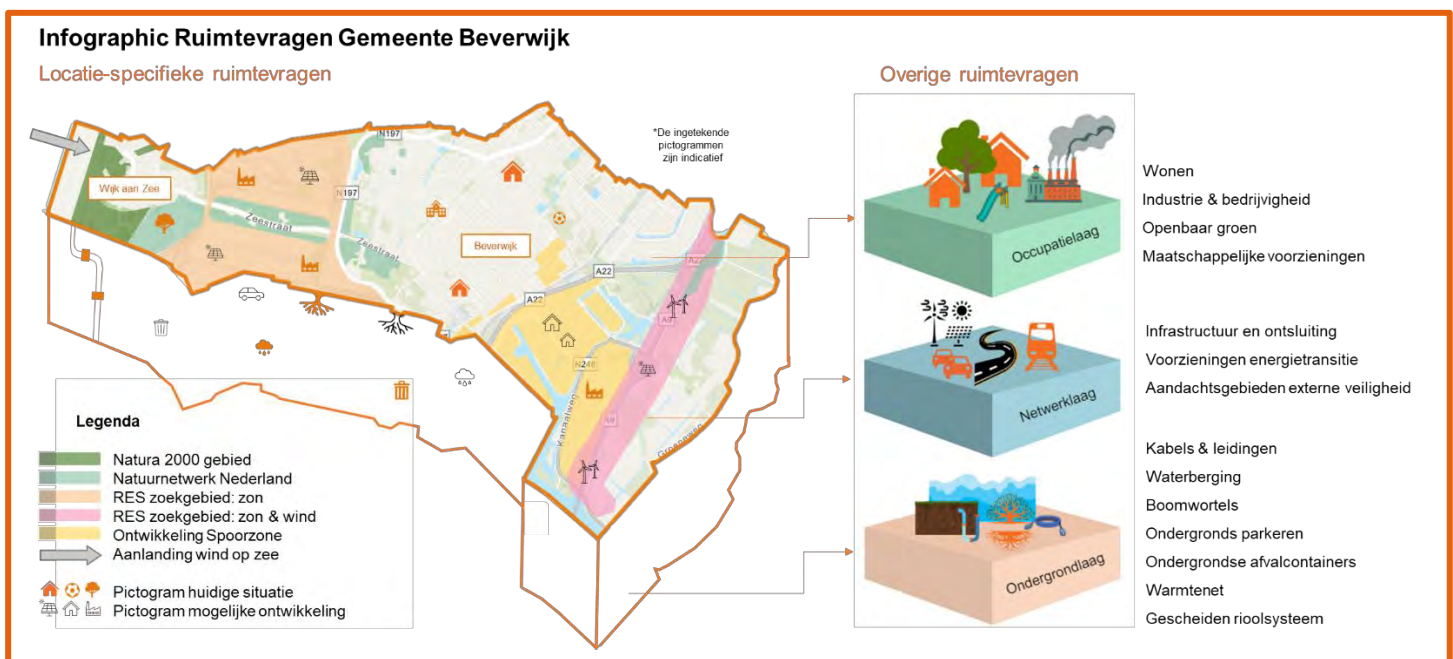 Infographic Ruimtevragen Gemeente Beverwijk
Locatie-specifieke ruimtevragen
Overige ruimtevragen
*De ingetekende
pictogrammen
zijn indicatief
N197
Wijk aan Zee
N197
Zeestraat
Zeestraat
Beverwijk
A22
A22
A22
A9
N246
Kanaalweg
A9
Groeneweg
Legenda
Natura 2000 gebied
Natuurnetwerk Nederland
RES zoekgebied: zon
RES zoekgebied: zon & wind
Ontwikkeling Spoorzone
Aanlanding wind op zee
Pictogram huidige situatie
Pictogram mogelijke ontwikkeling
Occupatielaag
Wonen
Industrie & bedrijvigheid
Openbaar groen
Maatschappelijke voorzieningen
Netwerklaag
Infrastructuur en ontsluiting
Voorzieningen energietransitie
Aandachtsgebieden externe veiligheid
Ondergrondlaag
Kabels & leidingen
Waterberging
Boomwortels
Ondergronds parkeren
Ondergrondse afvalcontainers
Warmtenet
Gescheiden rioolsysteem